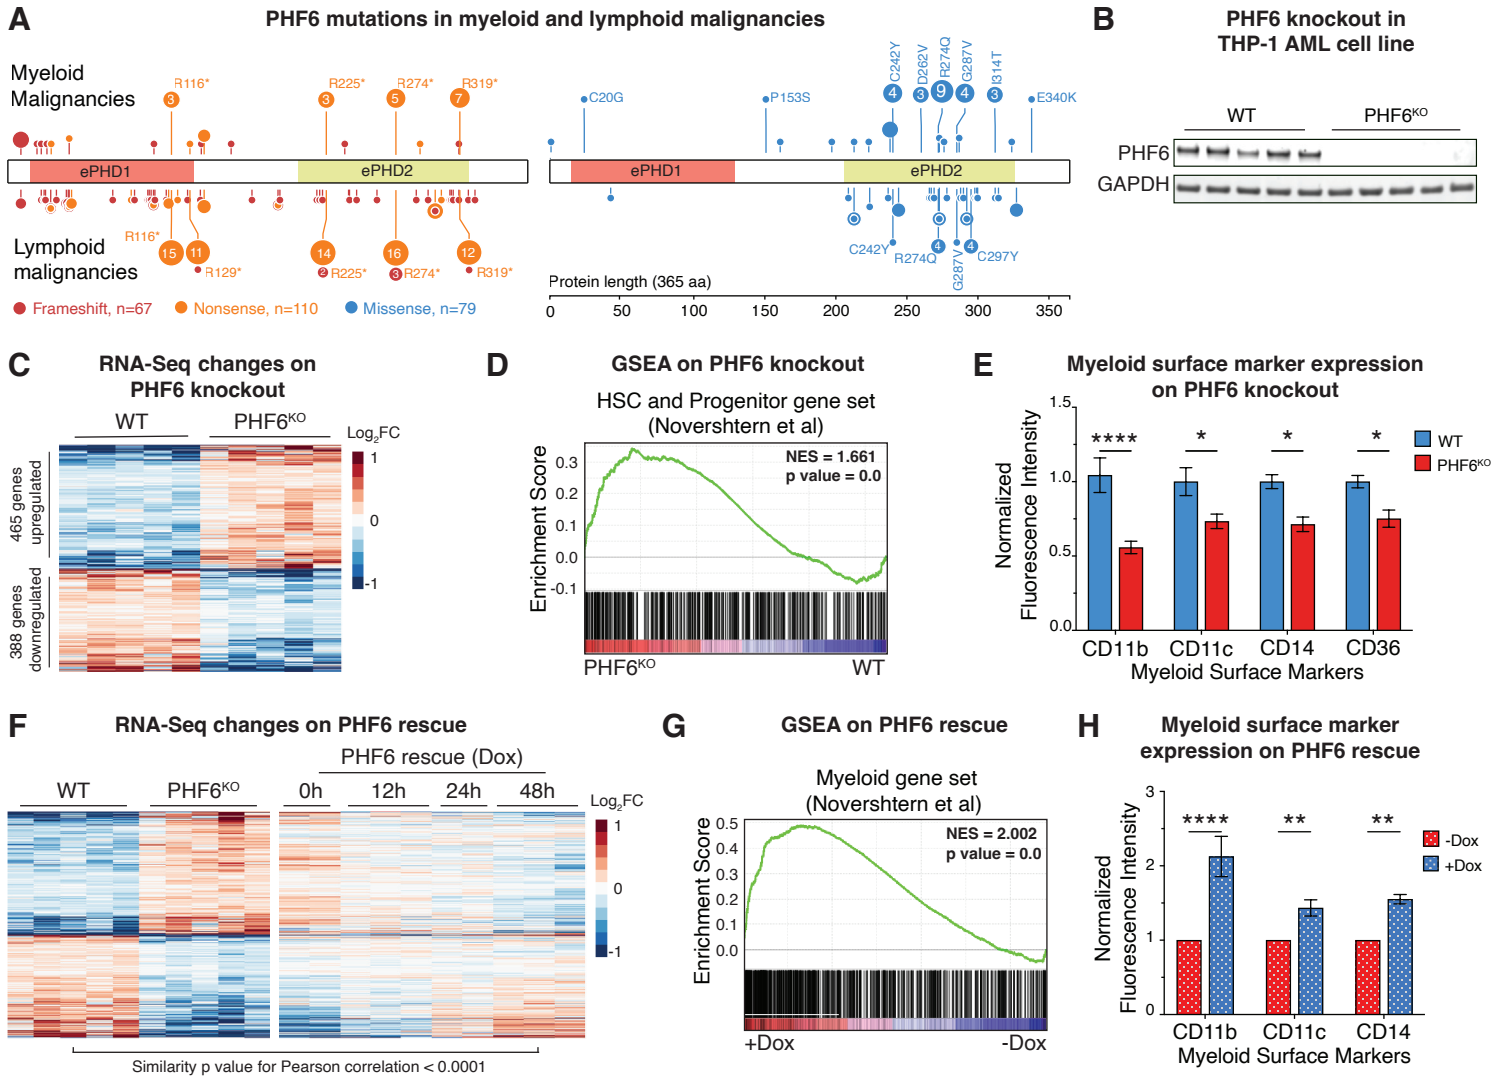 A
PHF6 mutations in myeloid and lymphoid malignancies
Myeloid
Malignancies
R116*
R225*
R274*
R319*
3
3
5
7
ePHD1
ePHD2
R116*
15
11
14
16
12
R129*
2
R225*
3
R274*
R319*
Lymphoid
malignancies
Frameshift, n=67
Nonsense, n=110
Missense, n=79
C20G
P153S
C242Y
D262V
R274Q
G287V
I314T
E340K
4
3
9
4
3
ePHD1
ePHD2
C242Y
R274Q
4
G287V
4
C297Y
Protein length (365 aa)
0 50 100 150 200 250 300 350
B
PHF6 knockout in
THP-1 AML cell line
WT PHF6KO
PHF6
GAPDH
C
RNA-Seq changes on
PHF6 knockout
WT PHF6KO
Log2FC
1
0
-1
465 genes
upregulated
388 genes
downregulated
D
GSEA on PHF6 knockout
HSC and Progenitor gene set
(Novershtern et al)
NES = 1.661
p value = 0.0
Enrichment Score
0.3
0.2
0.1
0.0
-0.1
PHF6KO WT
E
Myeloid surface marker expression
on PHF6 knockout
Normalized
Fluorescence Intensity
1.5
1.0
0.5
0.0
**** * * *
WT
PHF6KO
CD11b CD11c CD14 CD36
Myeloid Surface Markers
F
RNA-Seq changes on PHF6 rescue
PHF6 rescue (Dox)
WT PHF6KO 0h 12h 24h 48h
Log2FC
1
0
-1
Similarity p value for Pearson correlation < 0.0001
G
GSEA on PHF6 rescue
Myeloid gene set
(Novershtern et al)
NES = 2.002
p value = 0.0
Enrichment Score
0.5
0.4
0.3
0.2
0.1
0.0
+Dox -Dox
H
Myeloid surface marker
expression on PHF6 rescue
Normalized
Fluorescence Intensity
3
2
1
0
**** ** **
-Dox
+Dox
CD11b CD11c CD14
Myeloid Surface Markers